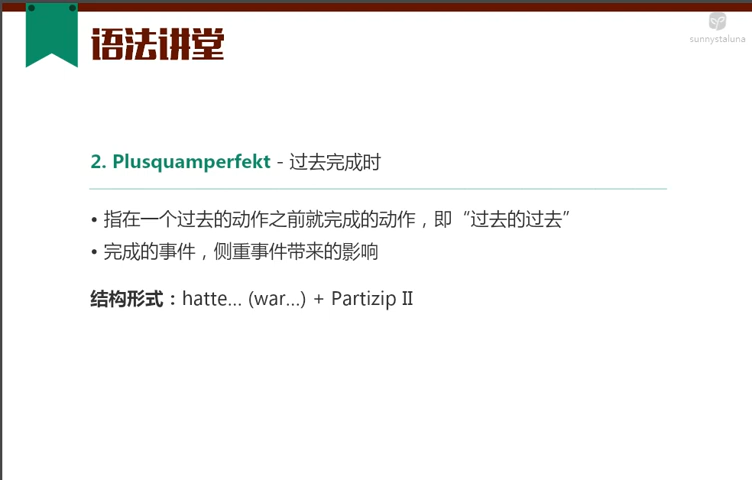 语法讲堂
sunnystaluna
2. Plusquamperfekt - 过去完成时
• 指在一个过去的动作之前就完成的动作，即“过去的过去”
• 完成的事件，侧重事件带来的影响
结构形式：hatte... (war...) + Partizip II